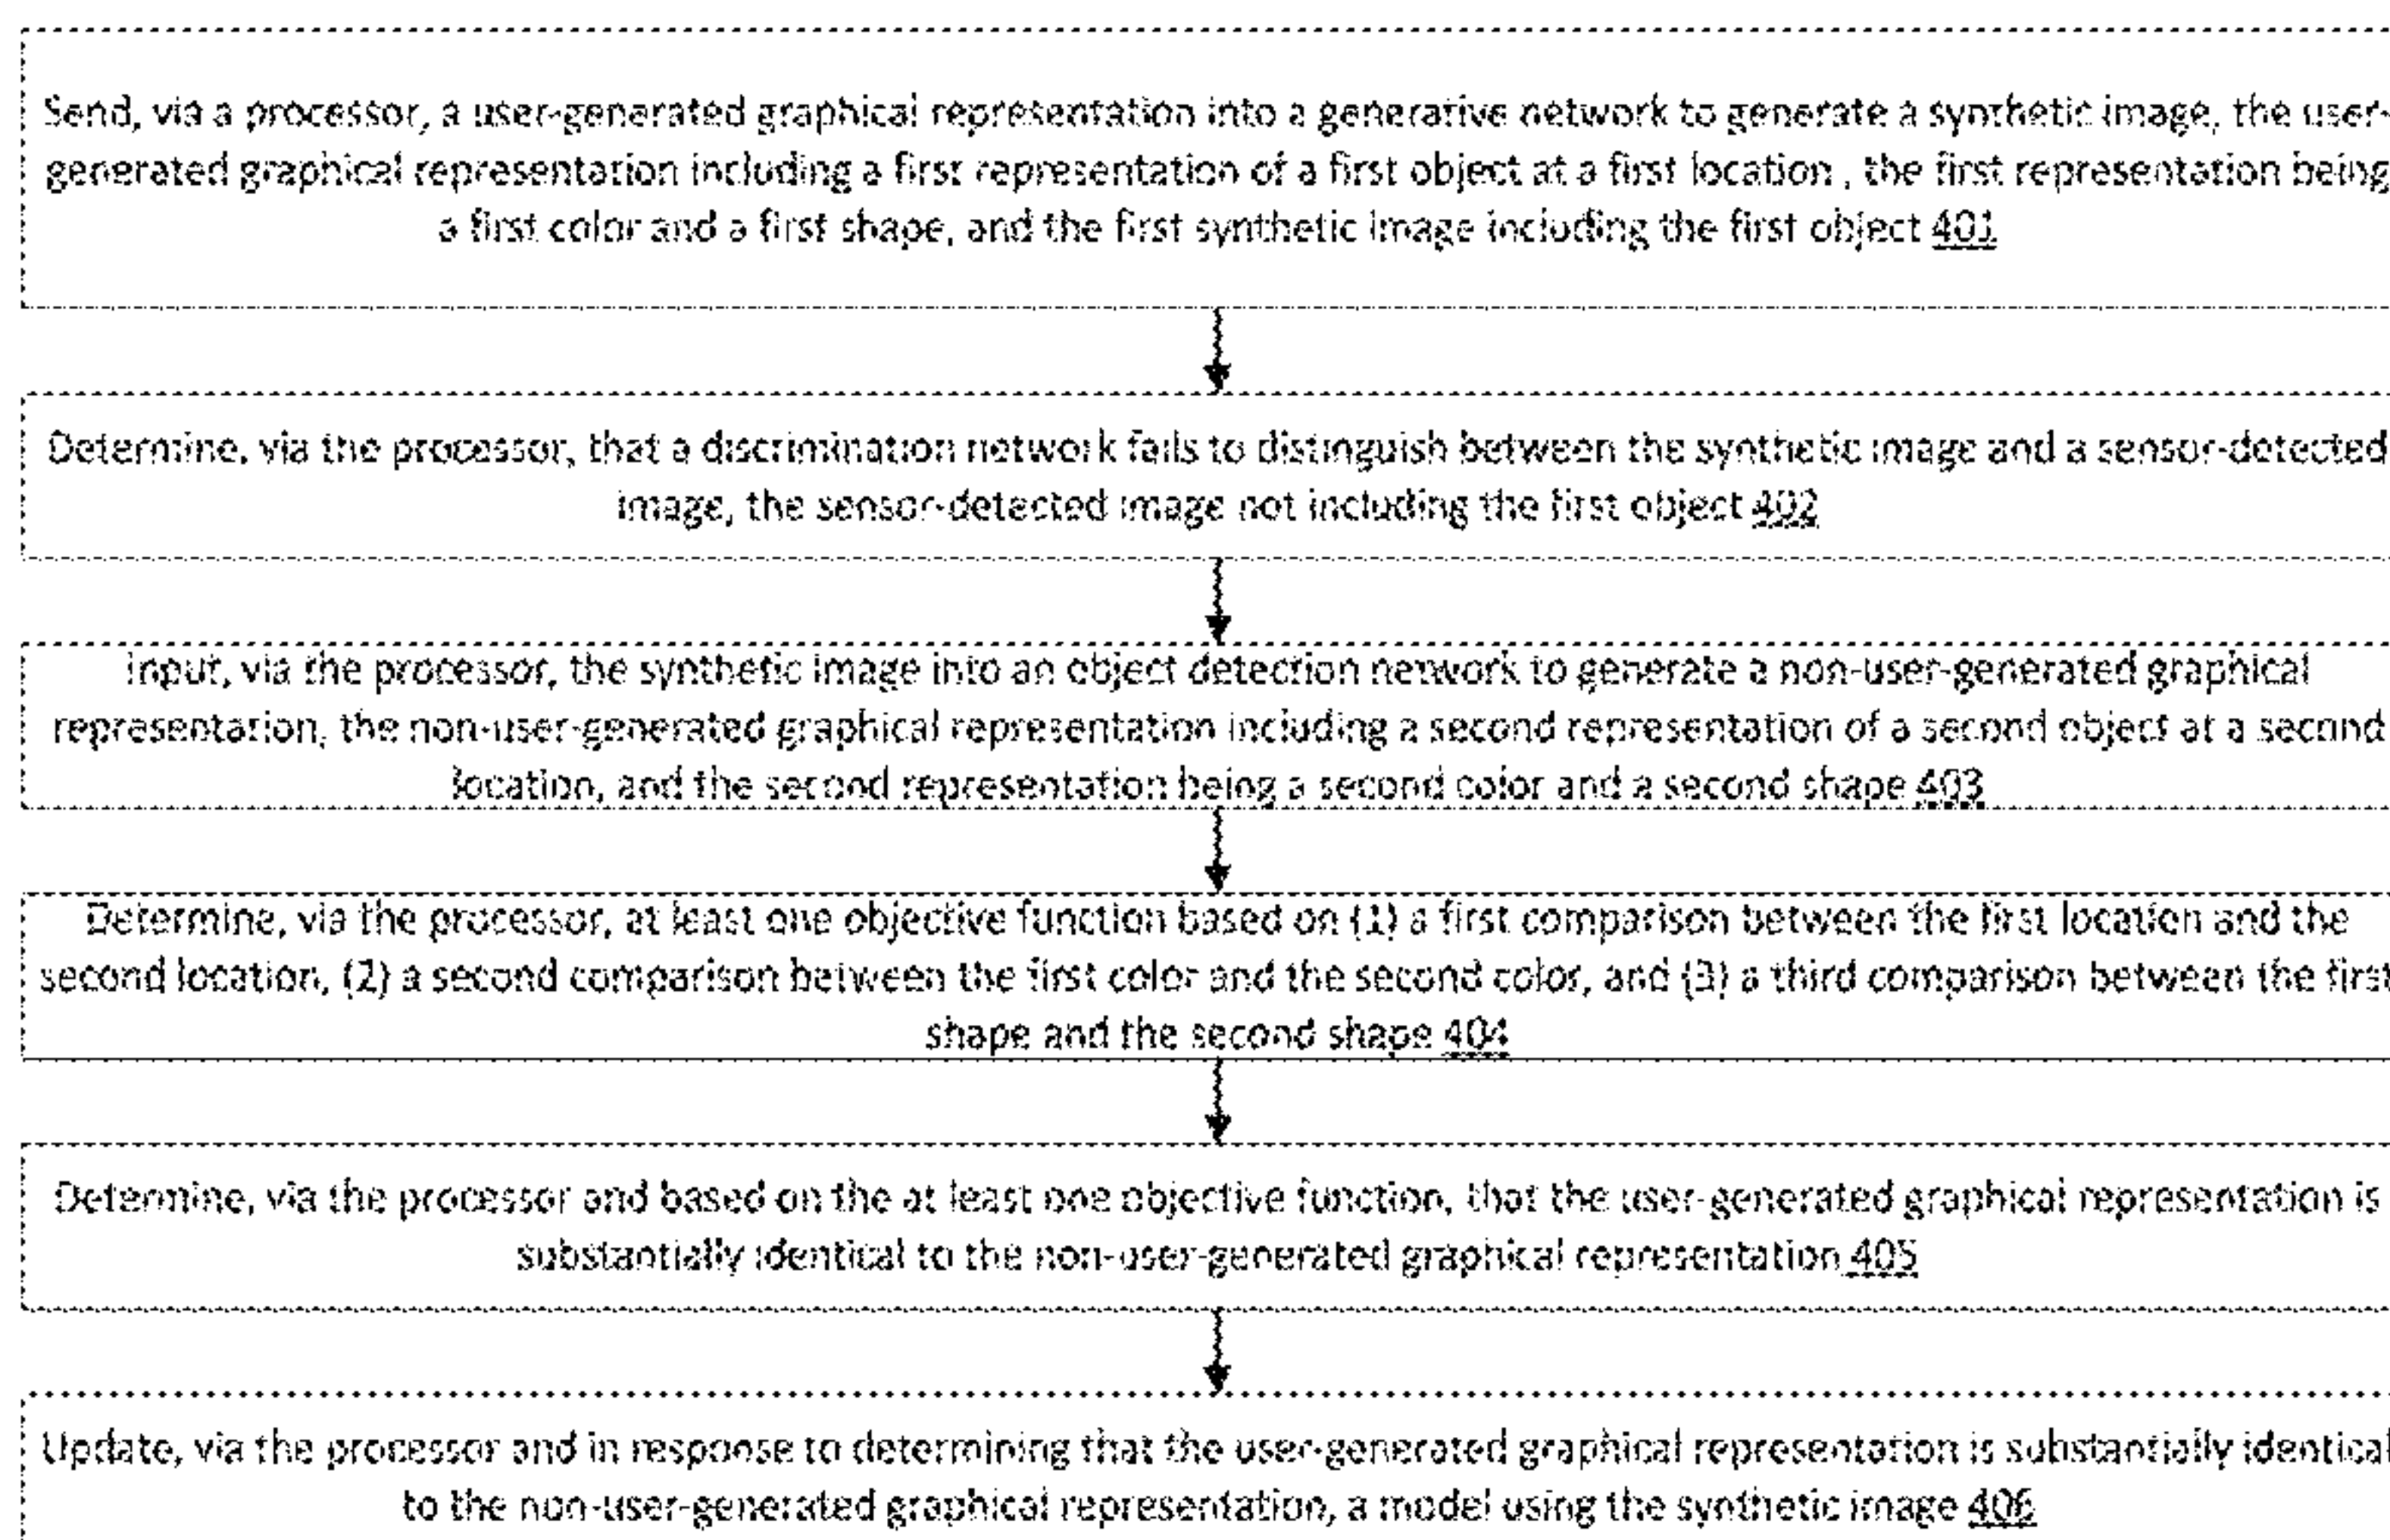 Send, via a processor, a user-generated graphical representation into a generative network to generate a synthetic image, the user-
generated graphical representation including a first representation of a first object at a first location , the first representation being
a first color and a first shape, and the first synthetic image including the first object 401
Determine, via the processor, that a discrimination network fails to distinguish between the synthetic image and a sensor-detected
image, the sensor-detected image not including the first object 402
Input, via the processor, the synthetic image into an object detection network to generate a non-user-generated graphical
representation, the non-user-generated graphical representation including a second representation of a second object at a second
location, and the second representation being a second color and a second shape 403
Determine, via the processor, at least one objective function based on (1) a first comparison between the first location and the
second location, (2) a second comparison between the first color and the second color, and (3) a third comparison between the first
shape and the second shape 404
Determine, via the processor and based on the at least one objective function, that the user-generated graphical representation is
substantially identical to the non-user-generated graphical representation 405
Update, via the processor and in response to determining that the user-generated graphical representation is substantially identical
to the non-user-generated graphical representation, a model using the synthetic image 406